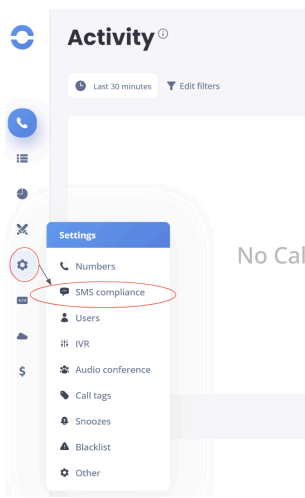 Activity
Last 30 minutes Edit filters
Settings
Numbers
No Cal
SMS compliance
Users
IVR
Audio conference
Call tags
Snoozes
Blacklist
Other